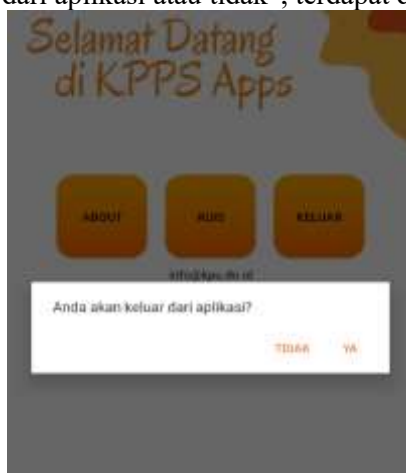 dari aplikasi atau tidak", terdapat
Selamat Datang
di KPPS Apps
ABOUT
KELUAR
Anda akan keluar dari aplikasi?
TIDAK YA